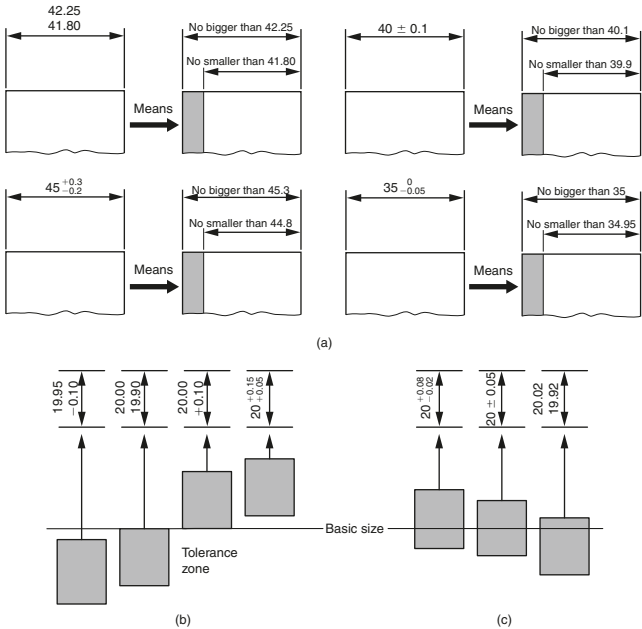 42.25
41.80
No bigger than 42.25
No smaller than 41.80
Means
40 ± 0.1
No bigger than 40.1
No smaller than 39.9
Means
45 +0.3
−0.2
No bigger than 45.3
No smaller than 44.8
Means
35 0
−0.05
No bigger than 35
No smaller than 34.95
Means
(a)
19.95
−0.10
20.00
19.90
20.00
+0.10
20 +0.15
+0.05
20 +0.08
−0.02
20 ± 0.05
20.02
19.92
Basic size
Tolerance
zone
(b)
(c)